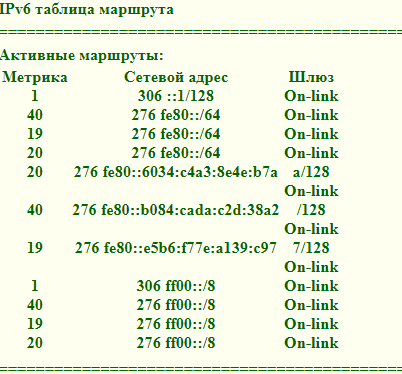 IPv6 таблица маршрута
===========================================
Активные маршруты:
Метрика Сетевой адрес Шлюз
1 306 ::1/128 On-link
40 276 fe80::/64 On-link
19 276 fe80::/64 On-link
20 276 fe80::/64 On-link
20 276 fe80::6034:c4a3:8e4e:b7a a/128
On-link
40 276 fe80::b084:cada:c2d:38a2 /128
On-link
19 276 fe80::e5b6:f77e:a139:c97 7/128
On-link
1 306 ff00::/8 On-link
40 276 ff00::/8 On-link
19 276 ff00::/8 On-link
20 276 ff00::/8 On-link
===========================================